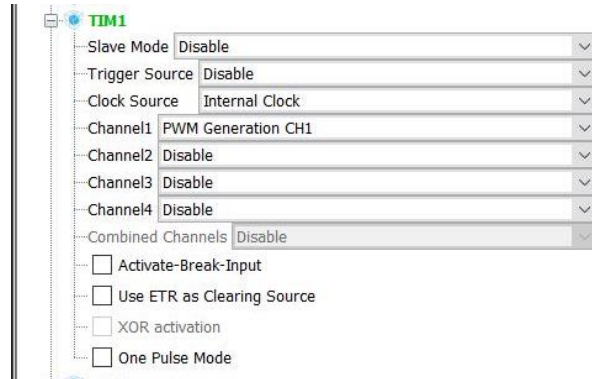 TIM1
Slave Mode Disable
Trigger Source Disable
Clock Source Internal Clock
Channel1 PWM Generation CH1
Channel2 Disable
Channel3 Disable
Channel4 Disable
Combined Channels Disable
Activate-Break-Input
Use ETR as Clearing Source
XOR activation
One Pulse Mode